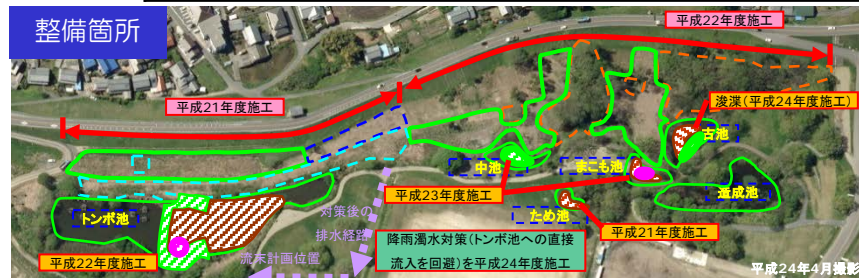 整備箇所
平成22年度施工
平成21年度施工
浚渫(平成24年度施工)
古池
中池
まこも池
造成池
平成23年度施工
ため池
平成21年度施工
トンボ池
対策後の
排水経路
流末計画位置
平成22年度施工
降雨濁水対策(トンボ池への直接
流入を回避)を平成24年度施工
平成24年4月撮影